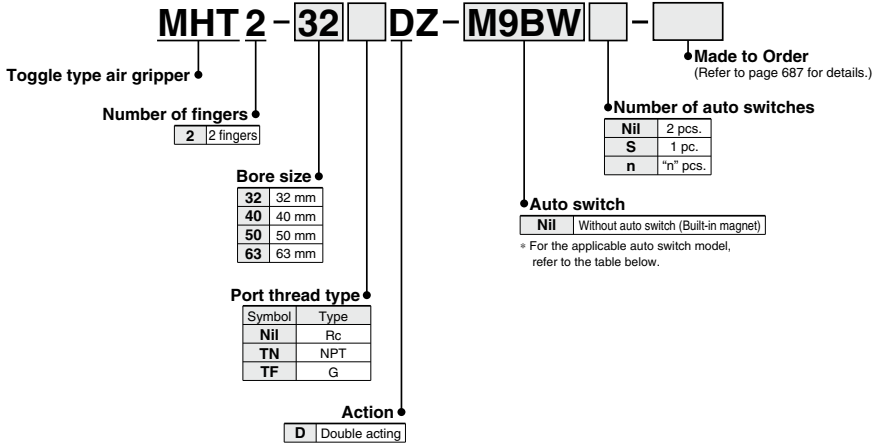 MHT2-32 DZ-M9BW -
Toggle type air gripper
Made to Order
(Refer to page 687 for details.)
Number of fingers
2 2 fingers
Number of auto switches
Nil 2 pcs.
S 1 pc.
n “n” pcs.
Bore size
32 32 mm
40 40 mm
50 50 mm
63 63 mm
Auto switch
Nil Without auto switch (Built-in magnet)
∗ For the applicable auto switch model,
refer to the table below.
Port thread type
Symbol Type
Nil Rc
TN NPT
TF G
Action
D Double acting